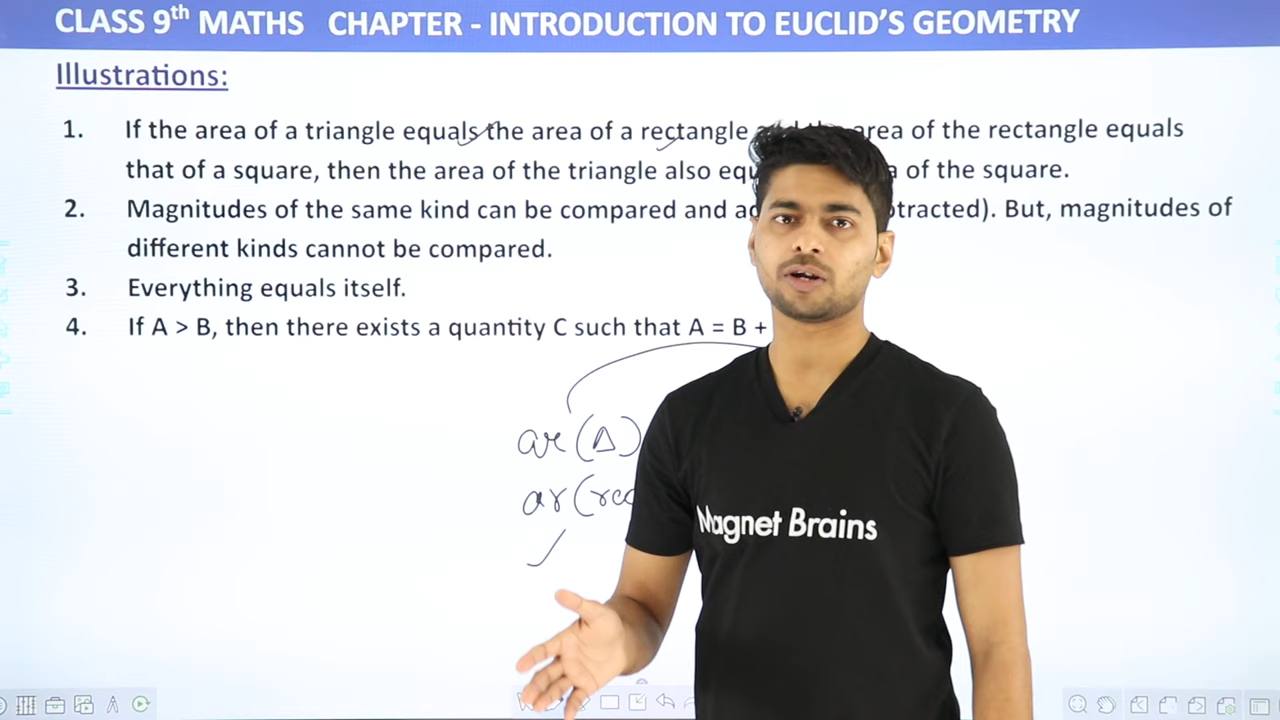 CLASS 9th MATHS CHAPTER - INTRODUCTION TO EUCLID'S GEOMETRY
Illustrations:
1. If the area of a triangle equals the area of a rectangle area of the rectangle equals
that of a square, then the area of the triangle also of the square.
2. Magnitudes of the same kind can be compared and But, magnitudes of
different kinds cannot be compared.
3. Everything equals itself.
4. If A > B, then there exists a quantity C such that A = B +
ar (Δ)
ar (rec
Magnet Brains